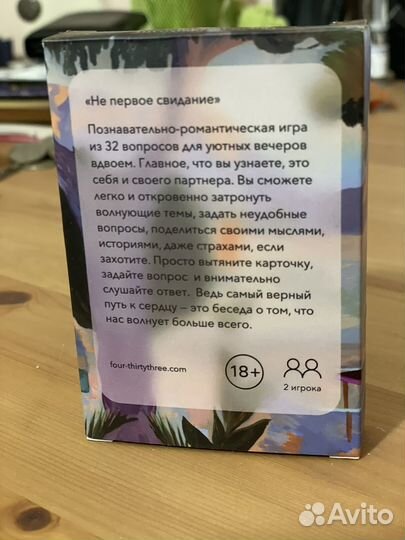 «Не первое свидание»
Познавательно-романтическая игра
из 32 вопросов для уютных вечеров
вдвоем. Главное, что вы узнаете, это
себя и своего партнера. Вы сможете
легко и откровенно затронуть
волнующие темы, задать неудобные
вопросы, поделиться своими мыслями,
историями, даже страхами, если
захотите. Просто вытяните карточку,
задайте вопрос и внимательно
слушайте ответ. Ведь самый верный
путь к сердцу – это беседа о том, что
нас волнует больше всего.
four-thirtythree.com
18+
2 игрока
Avito